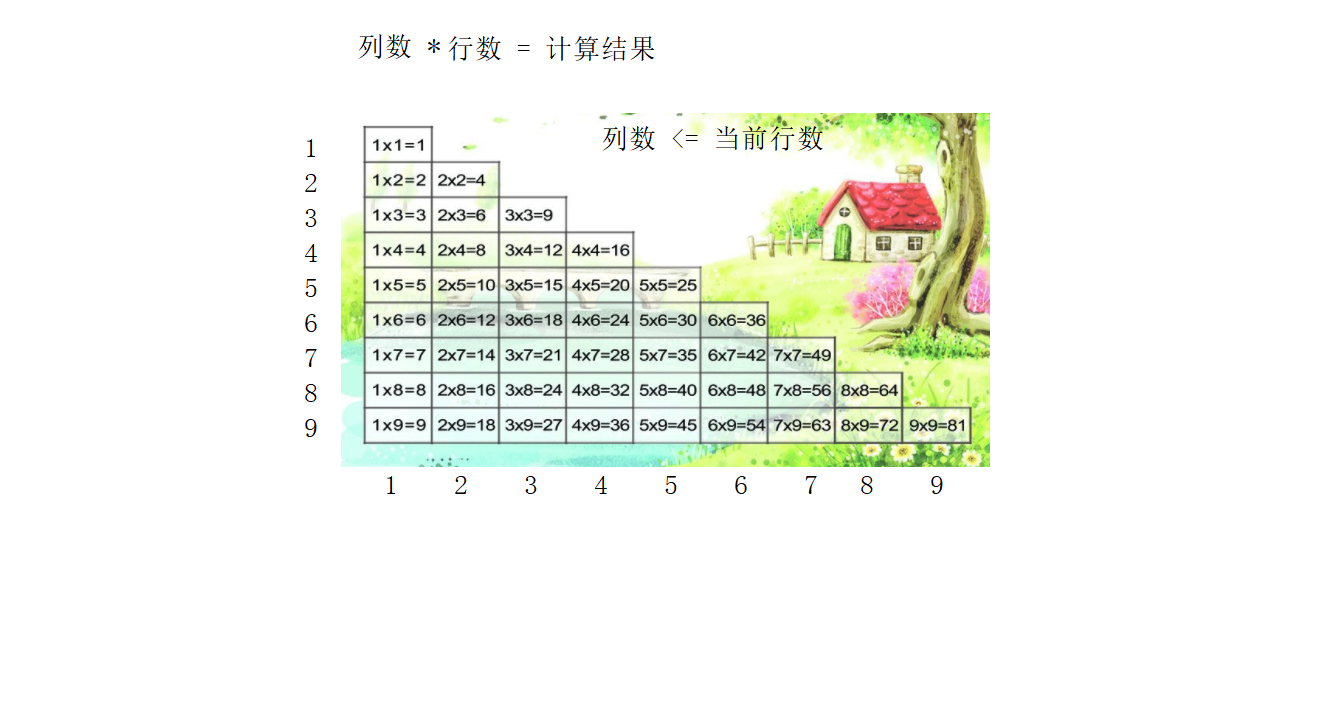 列数 *行数 = 计算结果
列数 <= 当前行数
1 1x1=1
2 1x2=2 2x2=4
3 1x3=3 2x3=6 3x3=9
4 1x4=4 2x4=8 3x4=12 4x4=16
5 1x5=5 2x5=10 3x5=15 4x5=20 5x5=25
6 1x6=6 2x6=12 3x6=18 4x6=24 5x6=30 6x6=36
7 1x7=7 2x7=14 3x7=21 4x7=28 5x7=35 6x7=42 7x7=49
8 1x8=8 2x8=16 3x8=24 4x8=32 5x8=40 6x8=48 7x8=56 8x8=64
9 1x9=9 2x9=18 3x9=27 4x9=36 5x9=45 6x9=54 7x9=63 8x9=72 9x9=81
1 2 3 4 5 6 7 8 9